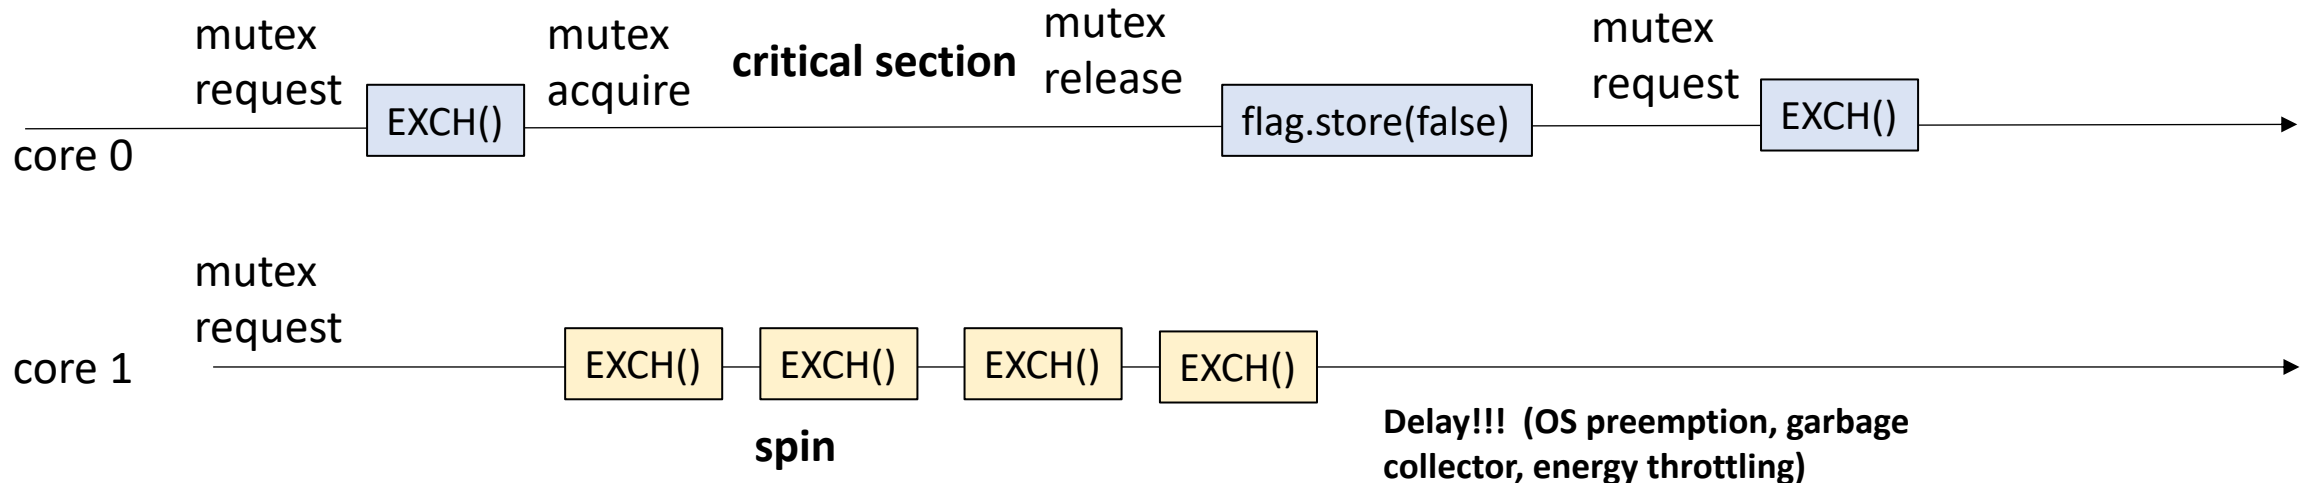 mutex
request
EXCH()
mutex
acquire
critical section
mutex
release
flag.store(false)
mutex
request
EXCH()
core 0
mutex
request
core 1
EXCH()
EXCH()
EXCH()
EXCH()
spin
Delay!!! (OS preemption, garbage
collector, energy throttling)